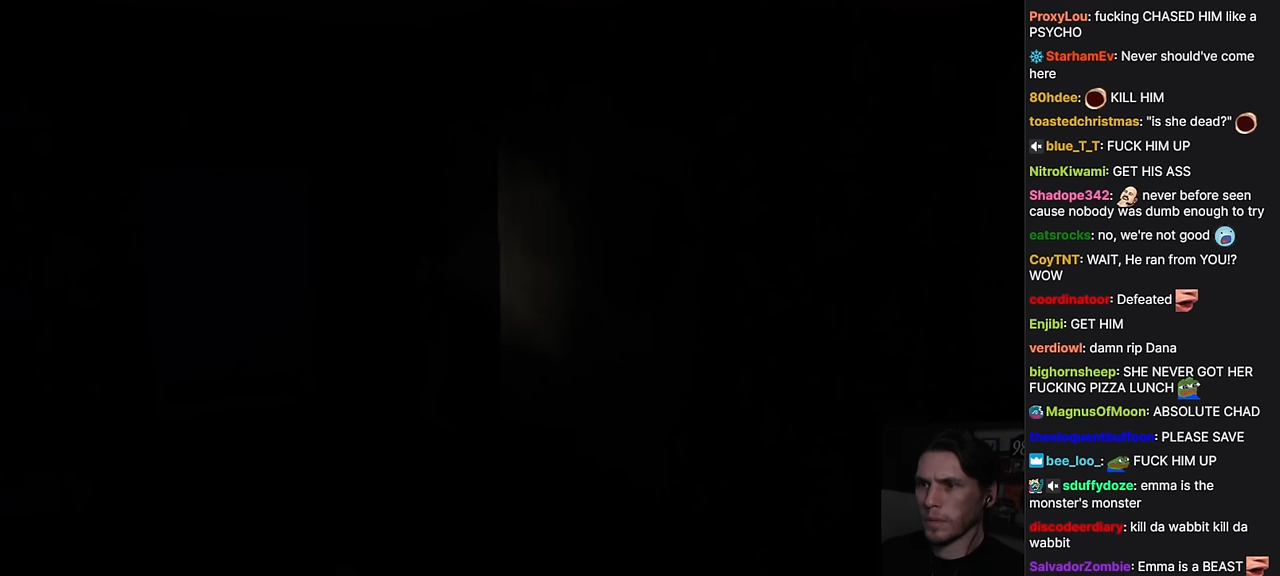 ProxyLou: fucking CHASED HIM like a
PSYCHO
StarhamEv: Never should've come
here
80hdee: KILL HIM
toastedchristmas: "is she dead?"
blue_T_T: FUCK HIM UP
NitroKiwami: GET HIS ASS
Shadope342: never before seen
cause nobody was dumb enough to try
eatsrocks: no, we're not good
CoyTNT: WAIT, He ran from YOU!?
WOW
coordinatoor: Defeated
Enjibi: GET HIM
verdiowl: damn rip Dana
bighornsheep: SHE NEVER GOT HER
FUCKING PIZZA LUNCH
MagnusOfMoon: ABSOLUTE CHAD
theeloquentbuffoon: PLEASE SAVE
bee_loo_: FUCK HIM UP
sduffydoze: emma is the
monster's monster
discodeerdiary: kill da wabbit kill da
wabbit
SalvadorZombie: Emma is a BEAST